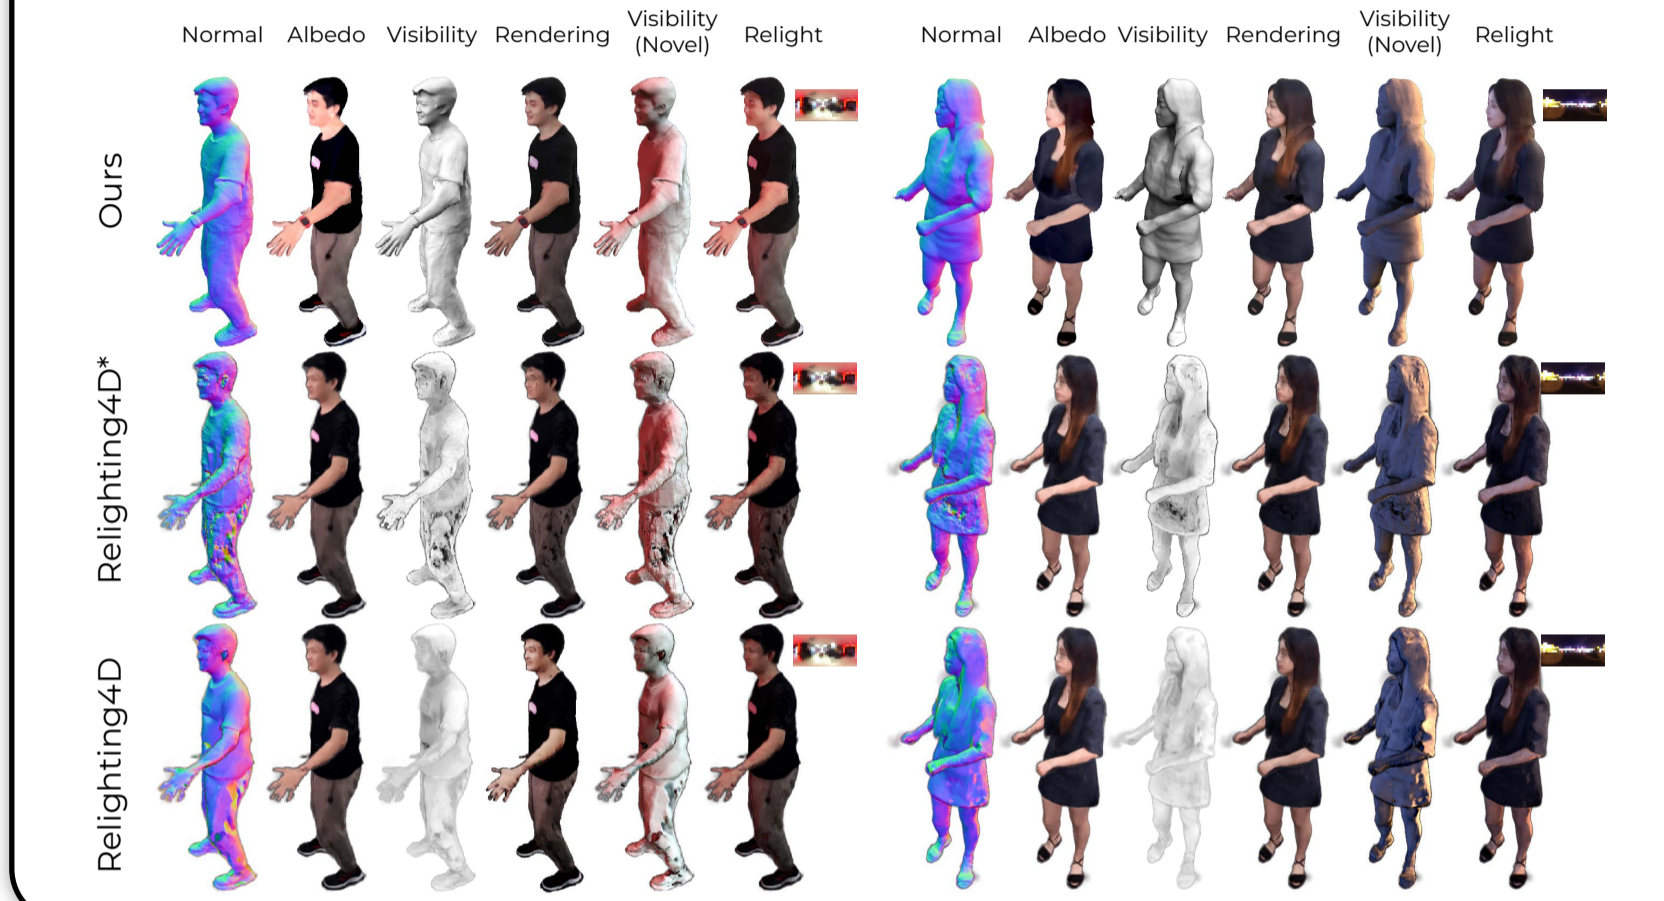 Normal Albedo Visibility Rendering Visibility (Novel) Relight
Normal Albedo Visibility Rendering Visibility (Novel) Relight
Ours
Relighting4D*
Relighting4D